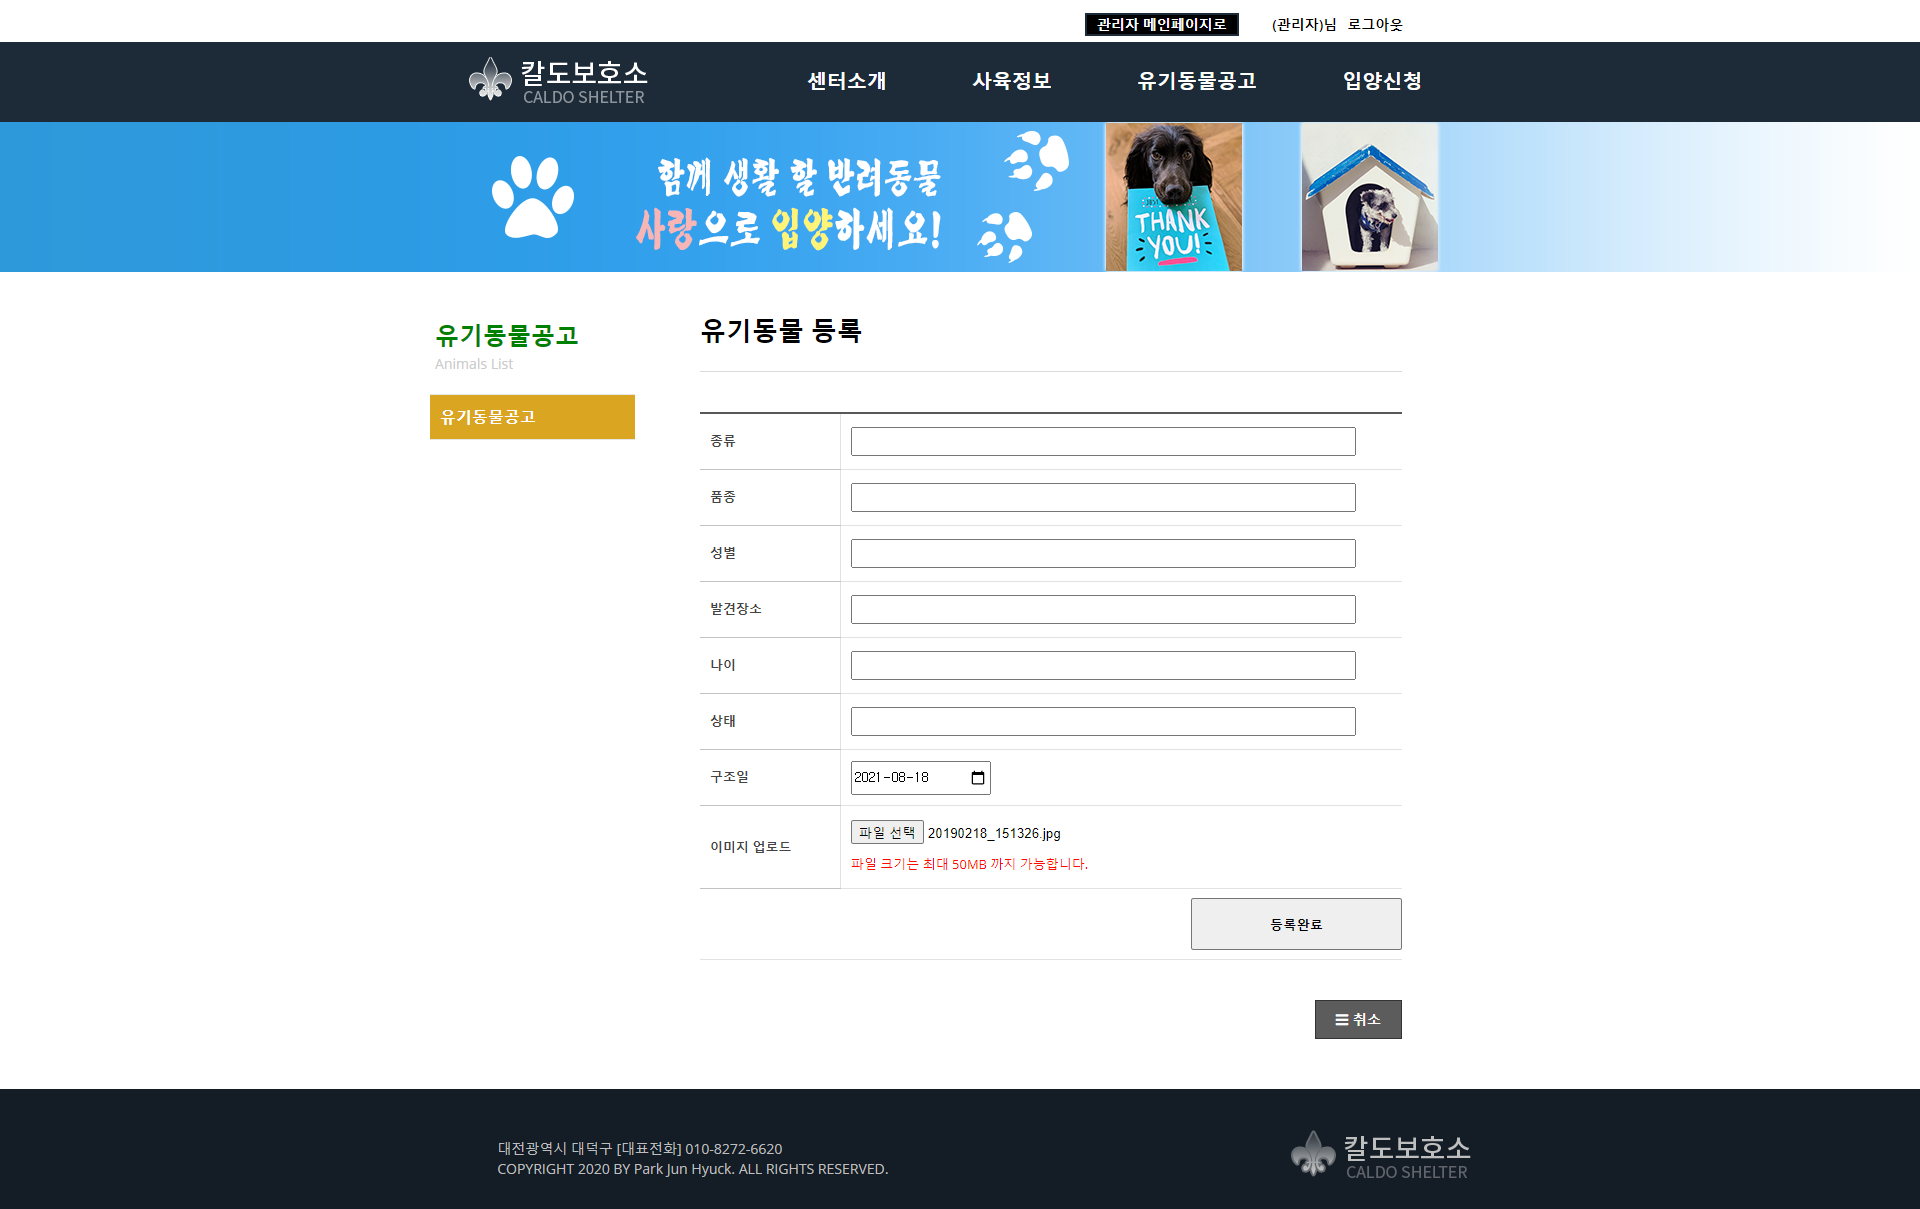 관리자 메인페이지로 (관리자)님 로그아웃
칼도보호소
CALDO SHELTER
센터소개 사육정보 유기동물공고 입양신청
함께 생활 할 반려동물
사랑으로 입양하세요!
THANK
YOU!
유기동물공고
Animals List
유기동물공고
유기동물 등록
종류
품종
성별
발견장소
나이
상태
구조일 2021-08-18
이미지 업로드 파일 선택 20190218_151326.jpg
파일 크기는 최대 50MB 까지 가능합니다.
등록완료
취소
대전광역시 대덕구 [대표전화] 010-8272-6620
COPYRIGHT 2020 BY Park Jun Hyuck. ALL RIGHTS RESERVED.
칼도보호소
CALDO SHELTER